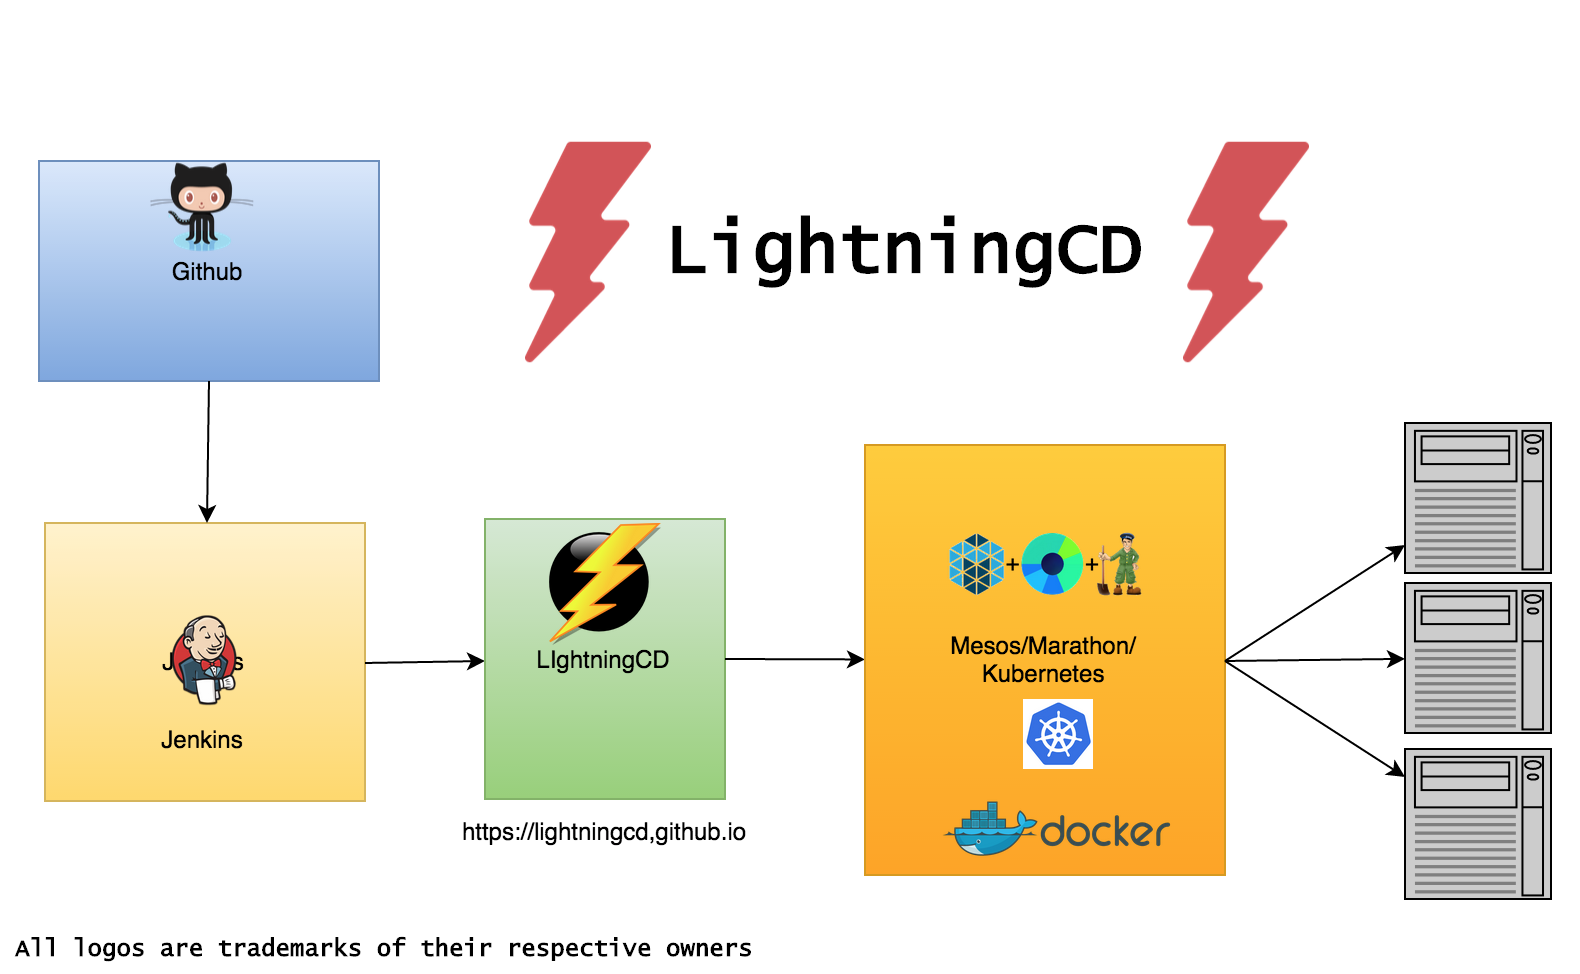 LightningCD
Github
Jenkins
LIghtningCD
https://lightningcd,github.io
+ +
Mesos/Marathon/
Kubernetes
docker
All logos are trademarks of their respective owners